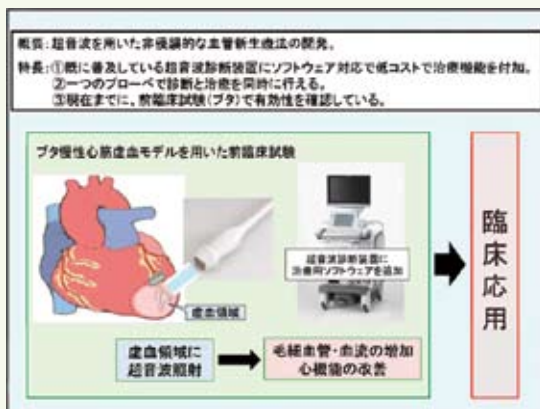 概要：超音波を用いた非侵襲的な血管新生療法の開発。
特長：①既に普及している超音波診断装置にソフトウェア対応で低コストで治療機能を付加。
②一つのプローベで診断と治療を同時に行える。
③現在までに、前臨床試験（ブタ）で有効性を確認している。
ブタ慢性心筋虚血モデルを用いた前臨床試験
虚血領域
超音波診断装置に
治療用ソフトウェアを追加
虚血領域に
超音波照射
毛細血管・血流の増加
心機能の改善
臨床応用